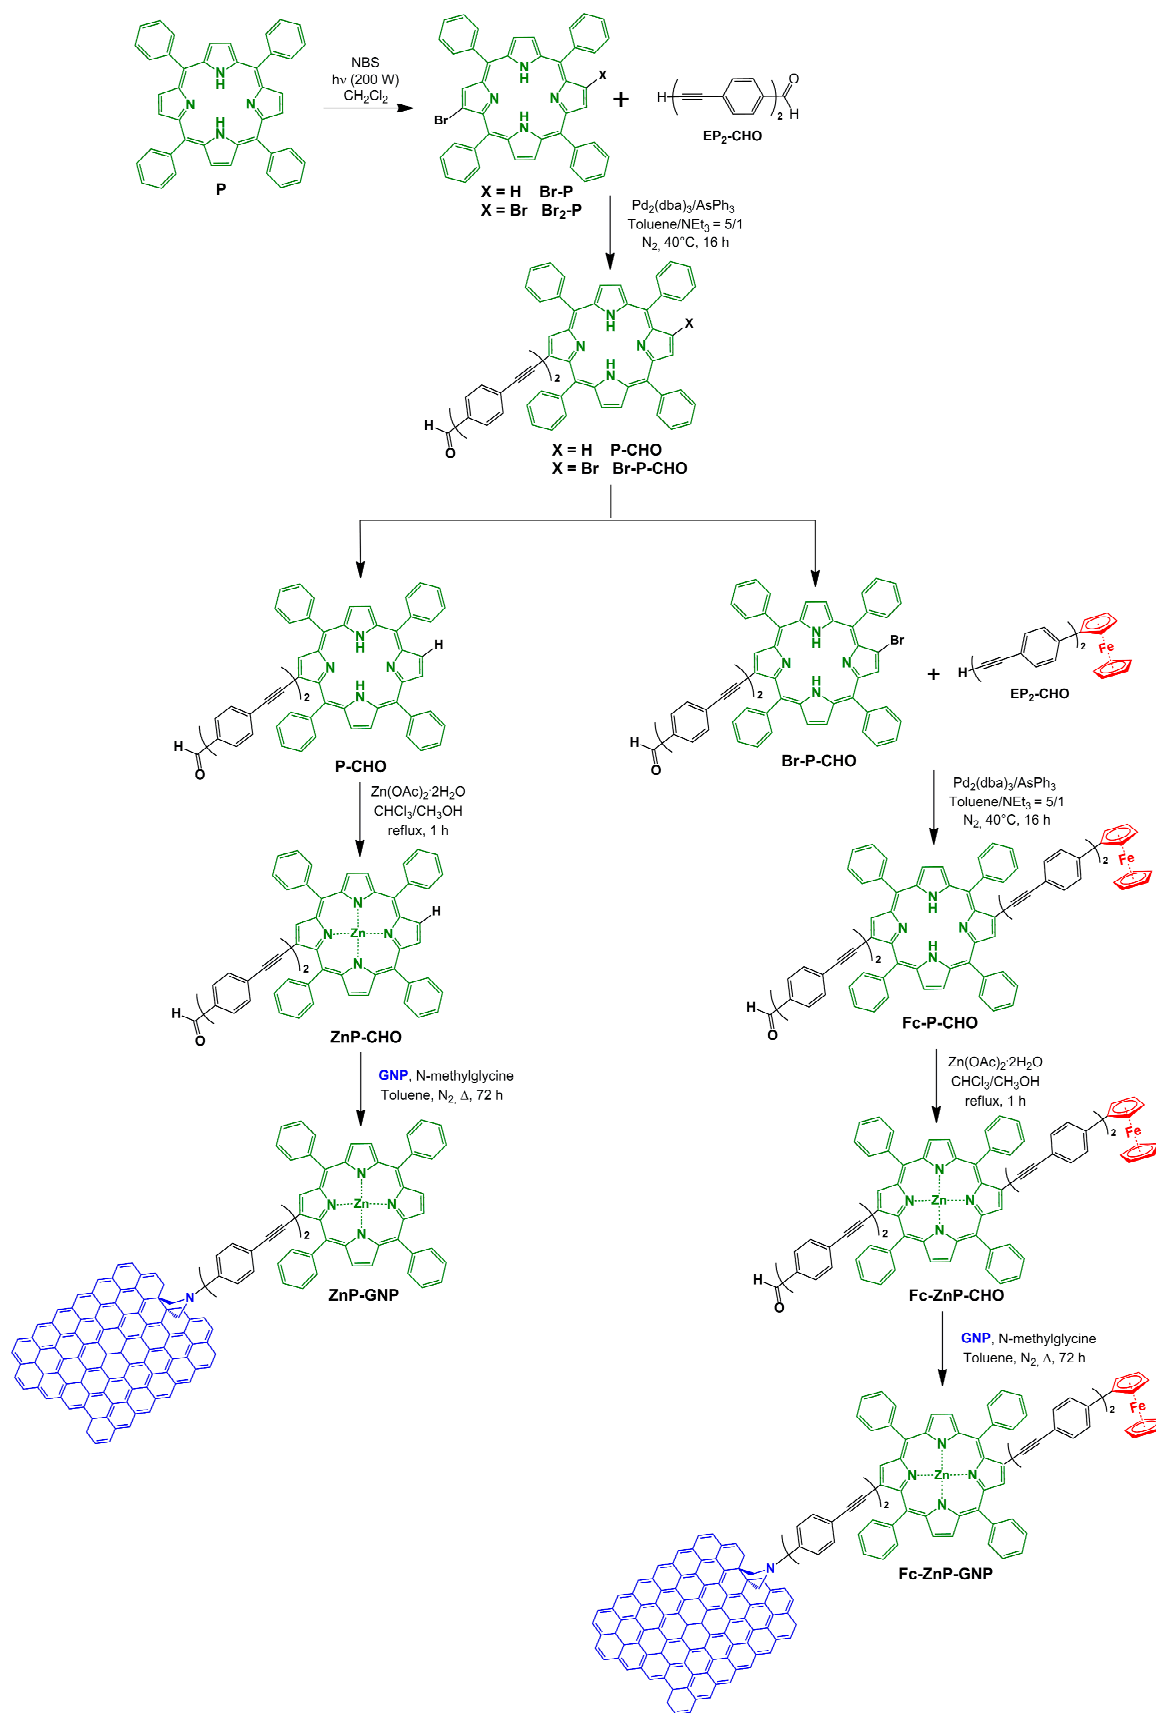 NBS
hν (200 W)
CH2Cl2
P
Br
X
NH
N
N
HN
+
H
2
O
H
EP2-CHO
X = H Br-P
X = Br Br2-P
Pd2(dba)3/AsPh3
Toluene/NEt3 = 5/1
N2, 40°C, 16 h
X
2
H
O
X = H P-CHO
X = Br Br-P-CHO
H
2
H
O
P-CHO
Br
2
H
O
Br-P-CHO
+
H
2
Fe
EP2-CHO
Zn(OAc)2·2H2O
CHCl3/CH3OH
reflux, 1 h
Pd2(dba)3/AsPh3
Toluene/NEt3 = 5/1
N2, 40°C, 16 h
N
N
Zn
N
N
H
2
H
O
ZnP-CHO
2
Fe
2
H
O
Fc-P-CHO
GNP, N-methylglycine
Toluene, N2, Δ, 72 h
Zn(OAc)2·2H2O
CHCl3/CH3OH
reflux, 1 h
N
N
Zn
N
N
2
N
ZnP-GNP
2
Fe
N
N
Zn
N
N
2
H
O
Fc-ZnP-CHO
GNP, N-methylglycine
Toluene, N2, Δ, 72 h
2
Fe
N
N
Zn
N
N
2
N
Fc-ZnP-GNP